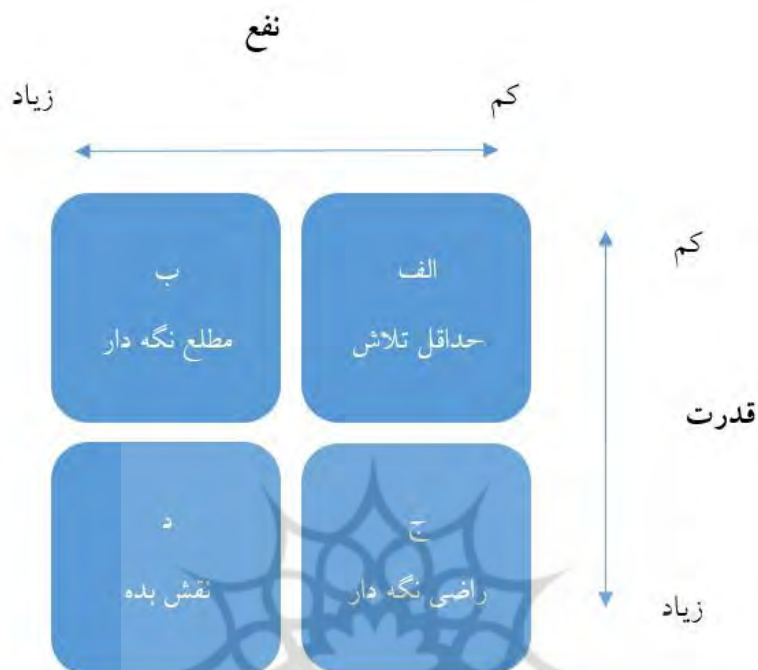 نفع
کم
زیاد
کم
الف
حداقل تلاش
ب
مطلع نگه دار
قدرت
ج
راضی نگه دار
د
نقش بده
زیاد